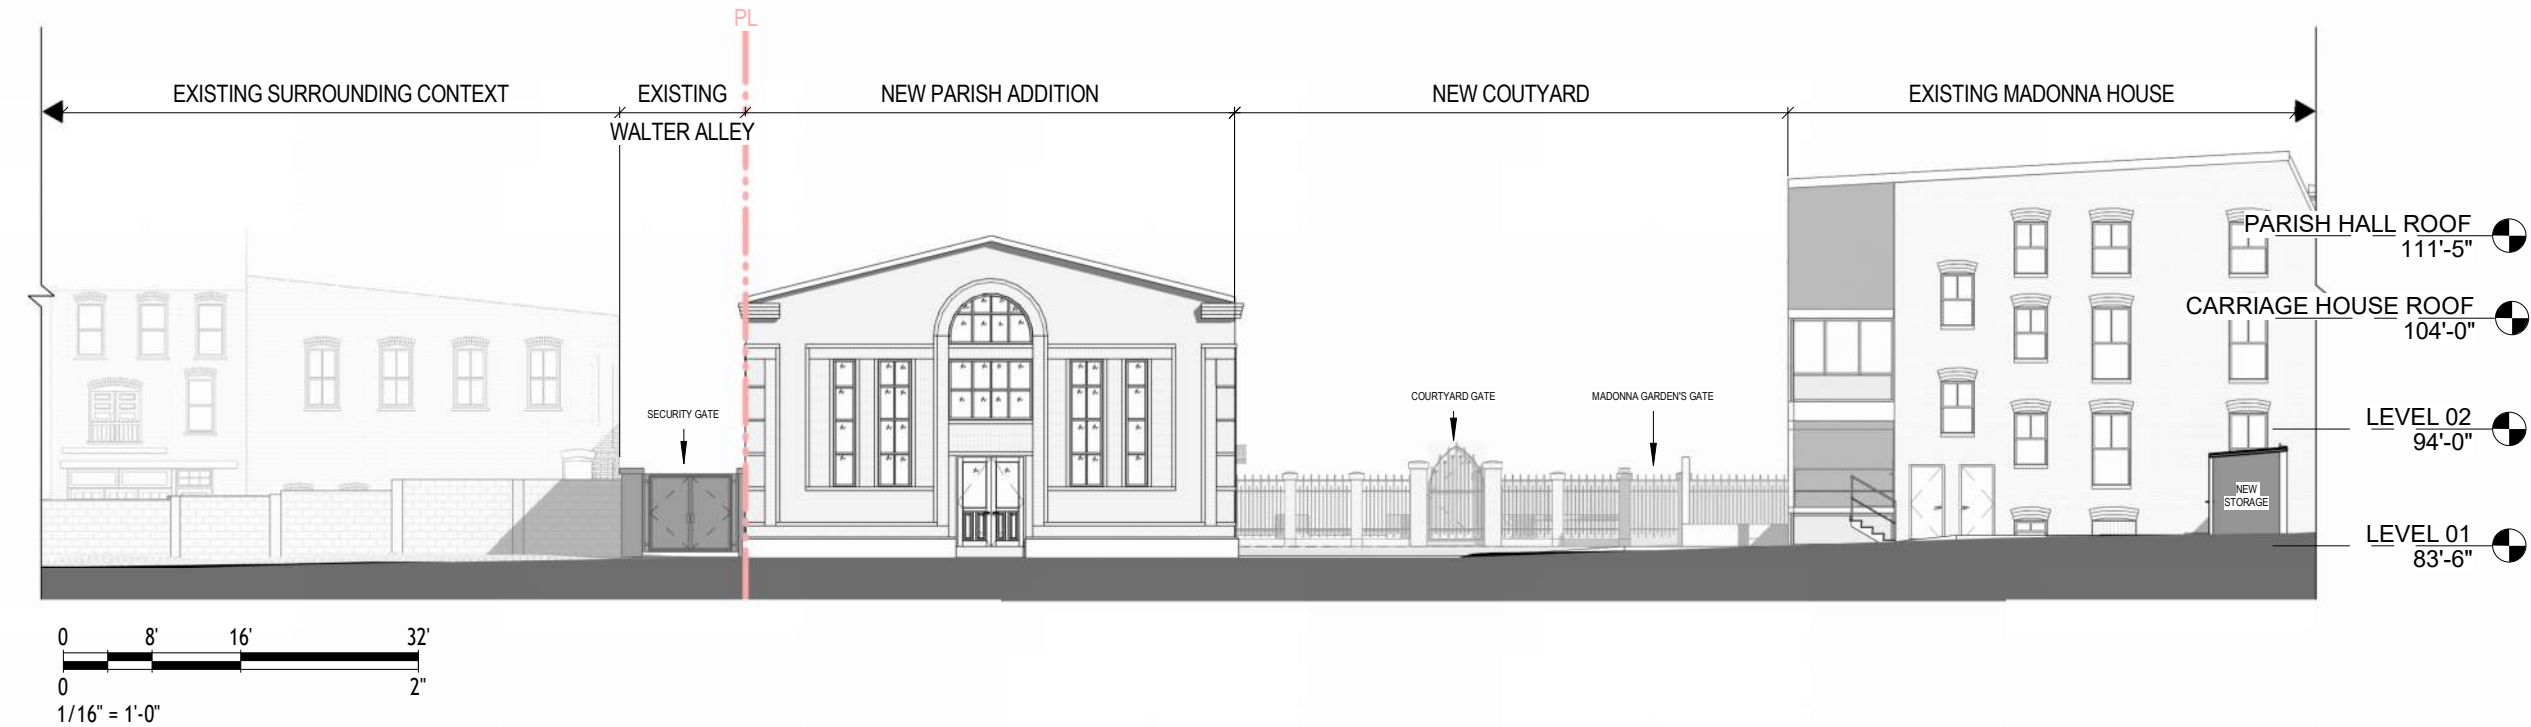 PL
EXISTING SURROUNDING CONTEXT
EXISTING
WALTER ALLEY
NEW PARISH ADDITION
NEW COUTYARD
EXISTING MADONNA HOUSE
PARISH HALL ROOF
111'-5"
CARRIAGE HOUSE ROOF
104'-0"
SECURITY GATE
COURTYARD GATE
MADONNA GARDEN'S GATE
LEVEL 02
94'-0"
NEW
STORAGE
LEVEL 01
83'-6"
0 8' 16' 32'
0 2"
1/16" = 1'-0"